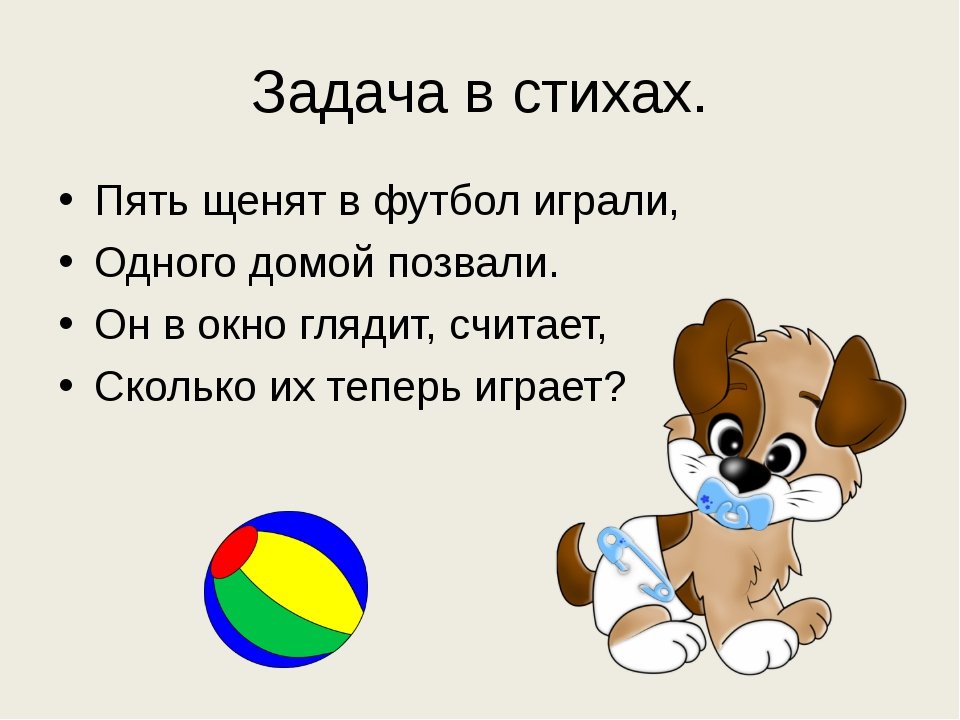 Задача в стихах.
• Пять щенят в футбол играли,
• Одного домой позвали.
• Он в окно глядит, считает,
• Сколько их теперь играет?